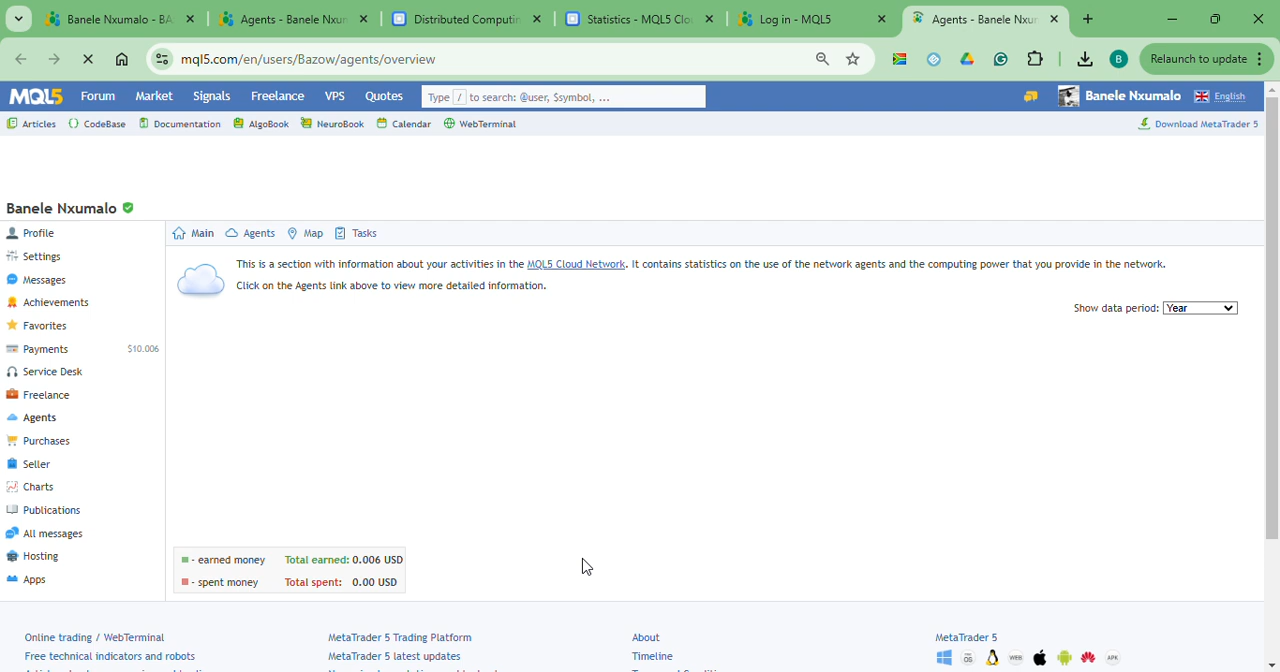 Banele Nxumalo - BA
Agents - Banele Nxun
Distributed Computin
Statistics - MQL5 Clou
Log in - MQL5
Agents - Banele Nxur
mql5.com/en/users/Bazow/agents/overview
B
Relaunch to update
MQL5 Forum Market Signals Freelance VPS Quotes Type / to search: @user, $symbol, ... Banele Nxumalo English
Articles CodeBase Documentation AlgoBook NeuroBook Calendar WebTerminal Download MetaTrader 5
Banele Nxumalo
Profile
Settings
Messages
Achievements
Favorites
Payments $10.006
Service Desk
Freelance
Agents
Purchases
Seller
Charts
Publications
All messages
Hosting
Apps
Main Agents Map Tasks
This is a section with information about your activities in the MQL5 Cloud Network. It contains statistics on the use of the network agents and the computing power that you provide in the network.
Click on the Agents link above to view more detailed information.
Show data period: Year
- earned money Total earned: 0.006 USD
- spent money Total spent: 0.00 USD
Online trading / WebTerminal
Free technical indicators and robots
MetaTrader 5 Trading Platform
MetaTrader 5 latest updates
About
Timeline
MetaTrader 5